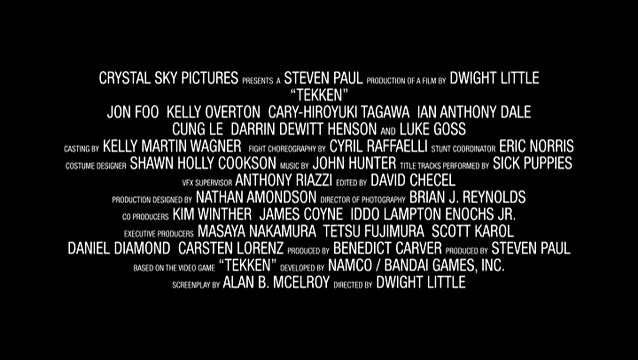 CRYSTAL SKY PICTURES PRESENTS A STEVEN PAUL PRODUCTION OF A FILM BY DWIGHT LITTLE
"TEKKEN"
JON FOO KELLY OVERTON CARY-HIROYUKI TAGAWA IAN ANTHONY DALE
CUNG LE DARRIN DEWITT HENSON AND LUKE GOSS
CASTING BY KELLY MARTIN WAGNER FIGHT CHOREOGRAPHY BY CYRIL RAFFAELLI STUNT COORDINATOR ERIC NORRIS
COSTUME DESIGNER SHAWN HOLLY COOKSON MUSIC BY JOHN HUNTER TITLE TRACKS PERFORMED BY SICK PUPPIES
VFX SUPERVISOR ANTHONY RIAZZI EDITED BY DAVID CHECEL
PRODUCTION DESIGNED BY NATHAN AMONDSON DIRECTOR OF PHOTOGRAPHY BRIAN J. REYNOLDS
CO PRODUCERS KIM WINTHER JAMES COYNE IDDO LAMPTON ENOCHS JR.
EXECUTIVE PRODUCERS MASAYA NAKAMURA TETSU FUJIMURA SCOTT KAROL
DANIEL DIAMOND CARSTEN LORENZ PRODUCED BY BENEDICT CARVER PRODUCED BY STEVEN PAUL
BASED ON THE VIDEO GAME "TEKKEN" DEVELOPED BY NAMCO / BANDAI GAMES, INC.
SCREENPLAY BY ALAN B. MCELROY DIRECTED BY DWIGHT LITTLE